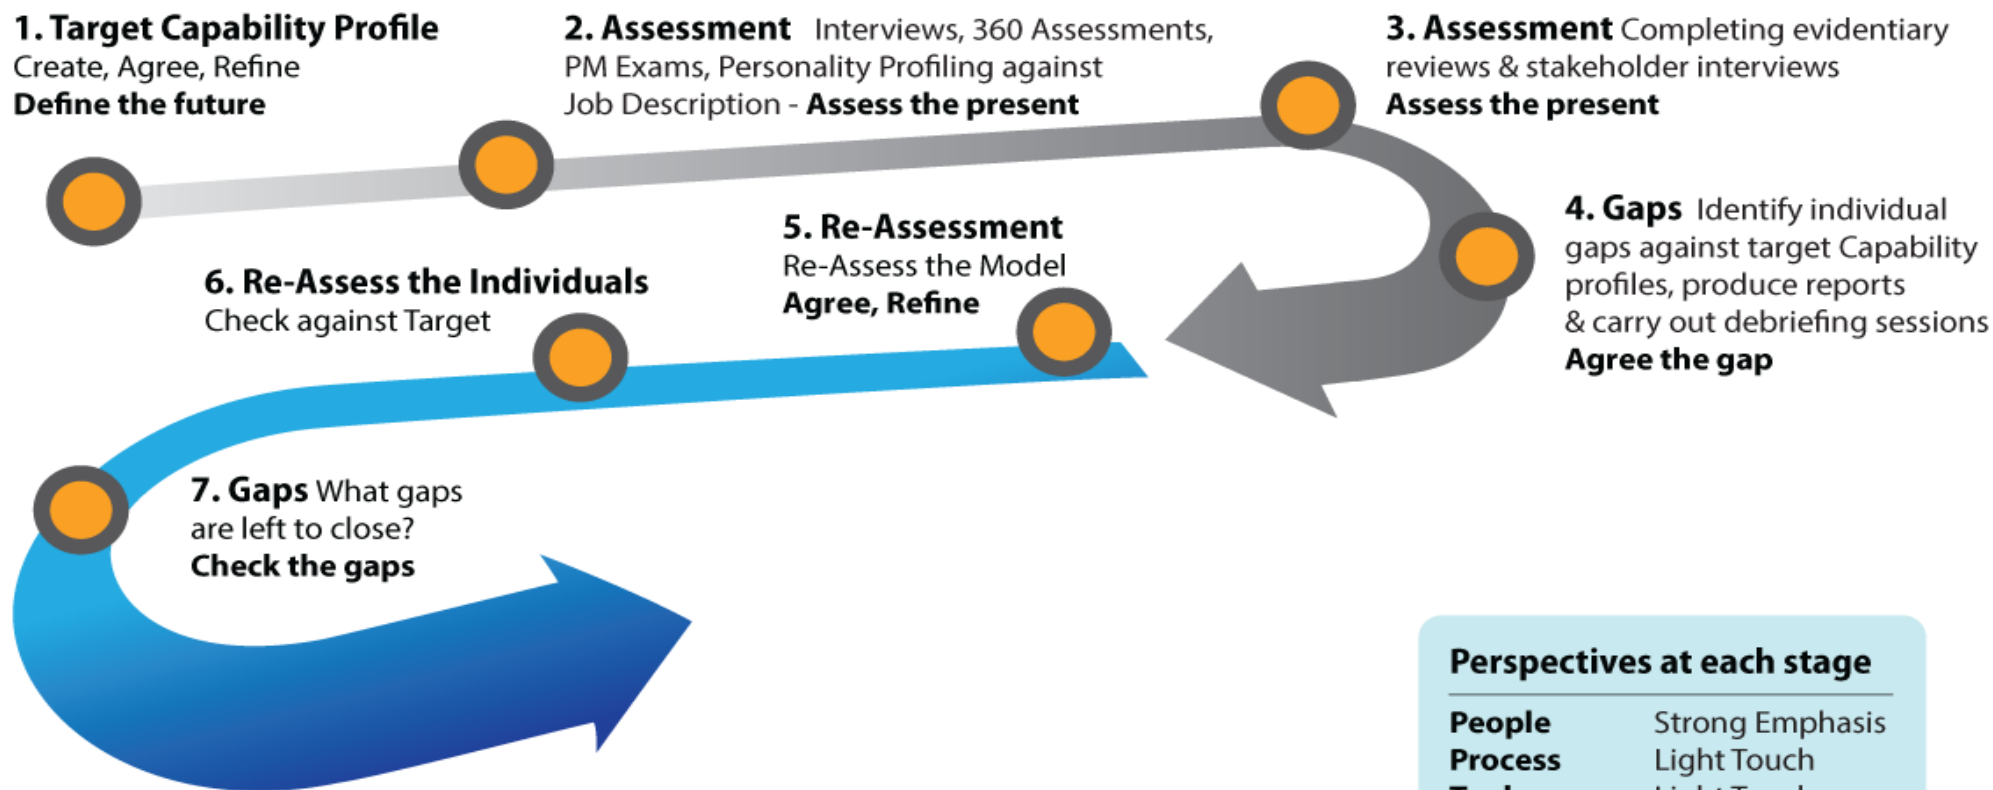 1. Target Capability Profile
Create, Agree, Refine
Define the future
2. Assessment Interviews, 360 Assessments,
PM Exams, Personality Profiling against
Job Description - Assess the present
3. Assessment Completing evidentiary
reviews & stakeholder interviews
Assess the present
4. Gaps Identify individual
gaps against target Capability
profiles, produce reports
& carry out debriefing sessions
Agree the gap
5. Re-Assessment
Re-Assess the Model
Agree, Refine
6. Re-Assess the Individuals
Check against Target
7. Gaps What gaps
are left to close?
Check the gaps
Perspectives at each stage
People Strong Emphasis
Process Light Touch